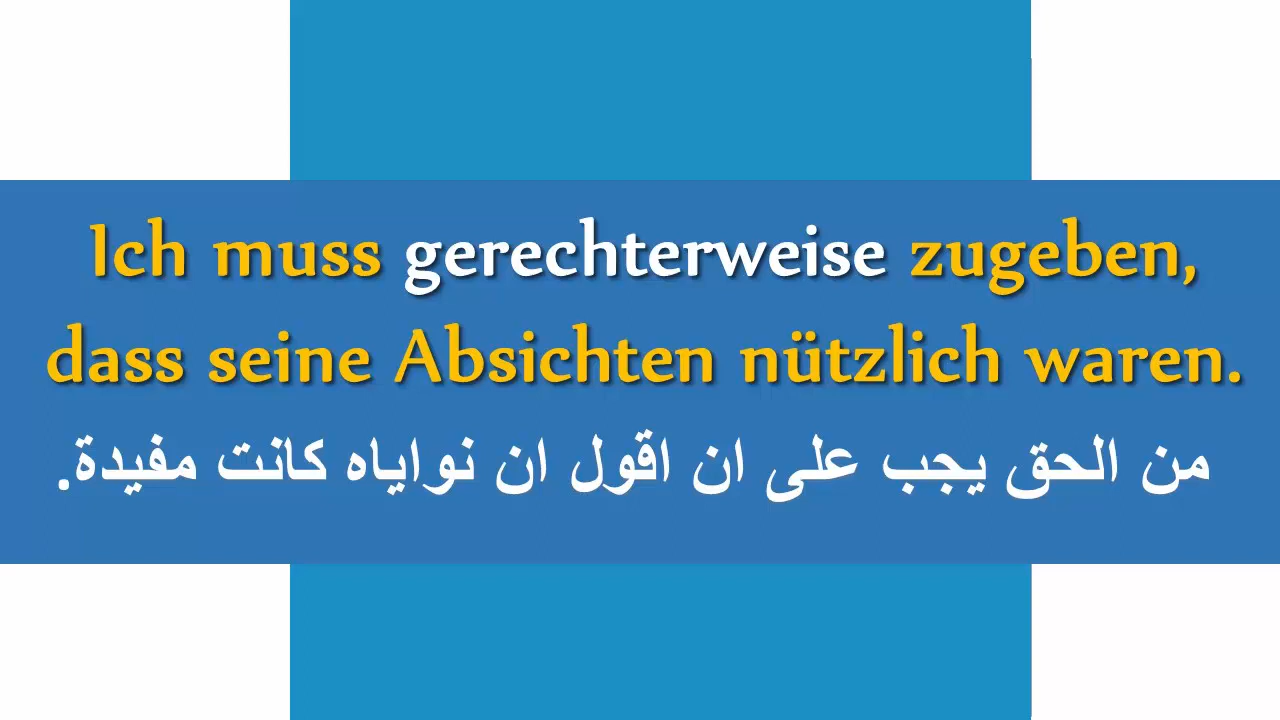 Ich muss gerechterweise zugeben,
dass seine Absichten nützlich waren.
من الحق يجب على ان اقول ان نواياه كانت مفيدة.